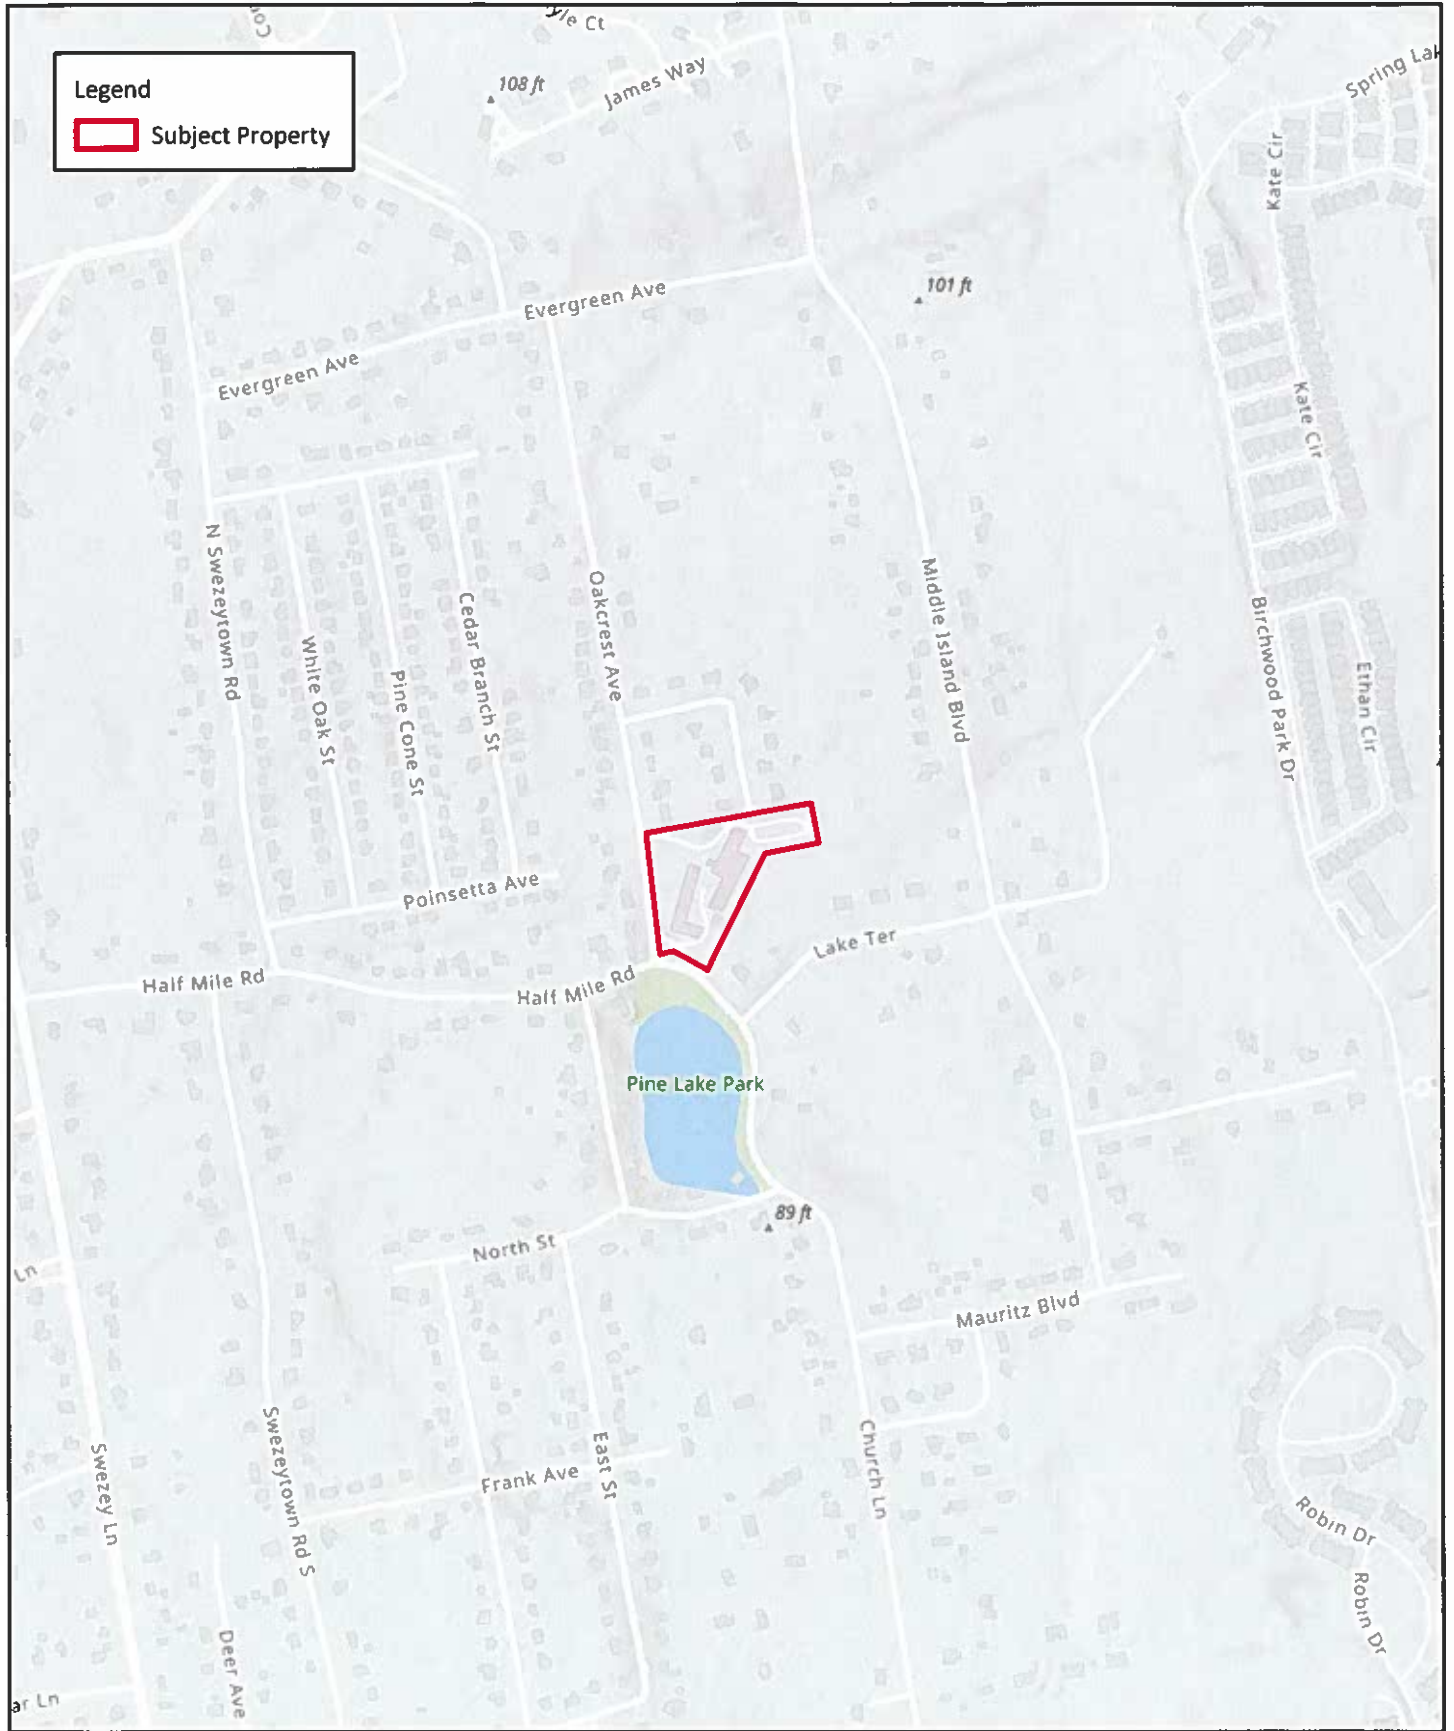 James Way
108 ft
Legend
Subject Property
Spring
Kate Cir
101 ft
Evergreen Ave
Evergreen Ave
Kate Cir
N Swezeytown Rd
White Oak St
Pine Cone St
Cedar Branch St
Oakcrest Ave
Middle Island Blvd
Birchwood Park Dr
Ethan Cir
Poinsetta Ave
Lake Ter
Half Mile Rd
Half Mile Rd
Pine Lake Park
89 ft
North St
Ln
Mauritz Blvd
Swezey Ln
Swezeytown Rd S
Frank Ave
East St
Church Ln
Robin Dr
Robin Dr
Deer Ave
Ln